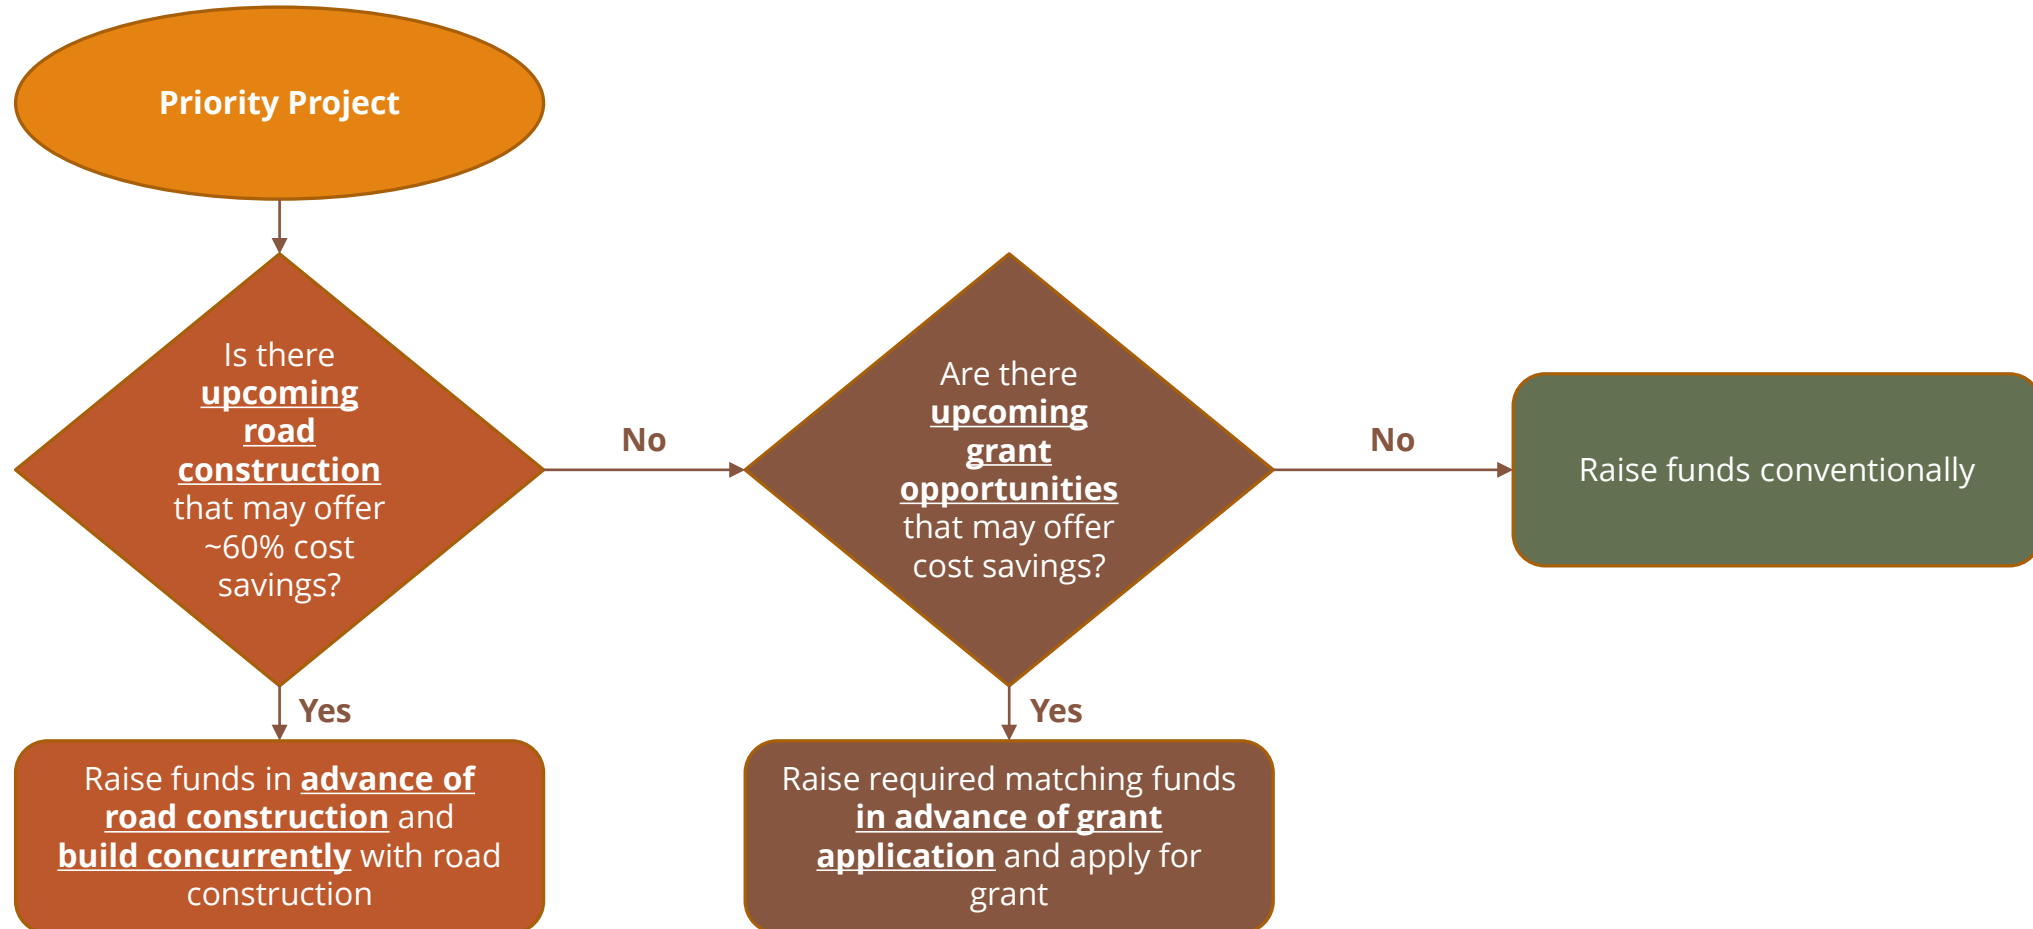 Priority Project
Is there
upcoming
road
construction
that may offer
~60% cost
savings?
No
Are there
upcoming
grant
opportunities
that may offer
cost savings?
No
Raise funds conventionally
Yes
Raise funds in advance of
road construction and
build concurrently with road
construction
Yes
Raise required matching funds
in advance of grant
application and apply for
grant